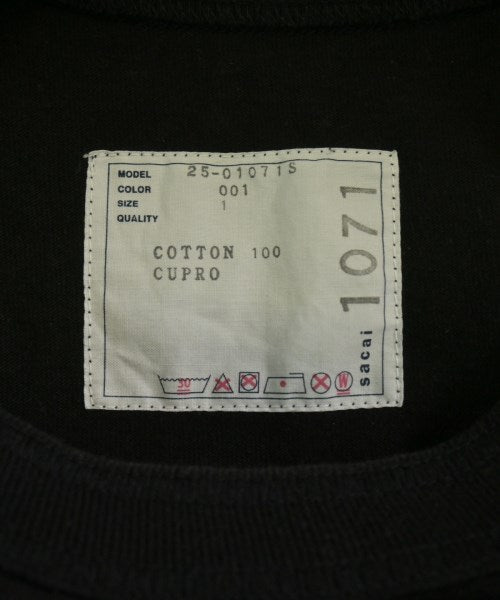 MODEL 25-01071S
COLOR 001
SIZE 1
QUALITY
COTTON 100
CUPRO
30
W
sacai 1071